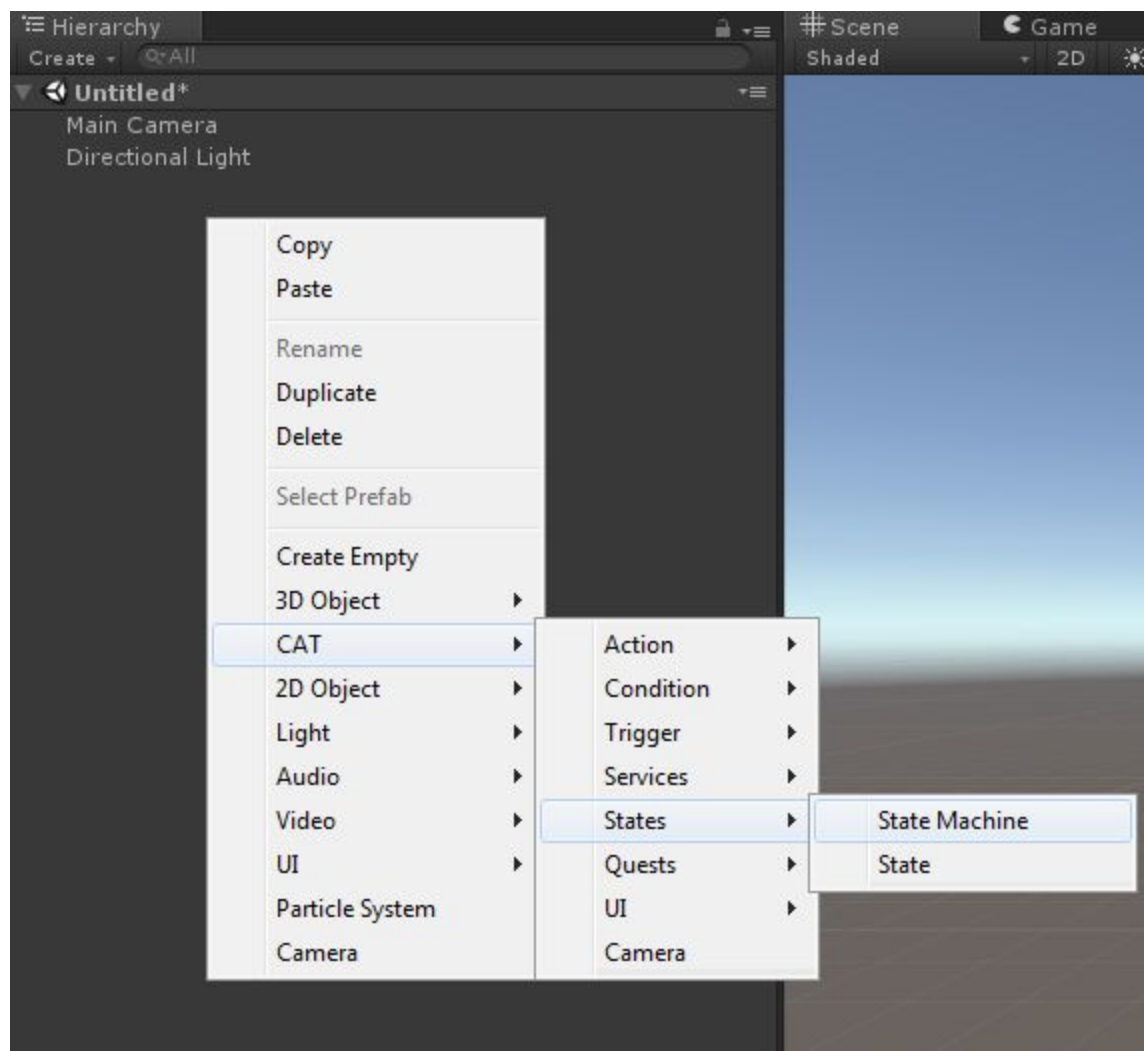 Hierarchy
Scene
Game
Create
All
Shaded
2D
Untitled*
Main Camera
Directional Light
Copy
Paste
Rename
Duplicate
Delete
Select Prefab
Create Empty
3D Object
CAT
2D Object
Light
Audio
Video
UI
Particle System
Camera
Action
Condition
Trigger
Services
States
Quests
UI
Camera
State Machine
State